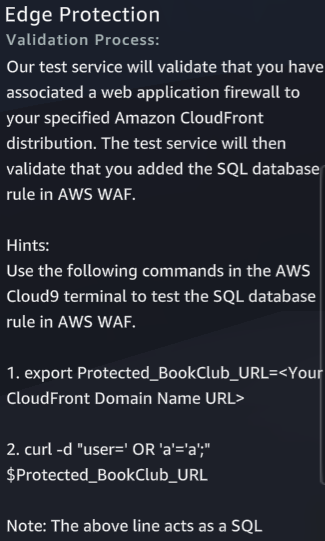 Edge Protection
Validation Process:
Our test service will validate that you have
associated a web application firewall to
your specified Amazon CloudFront
distribution. The test service will then
validate that you added the SQL database
rule in AWS WAF.
Hints:
Use the following commands in the AWS
Cloud9 terminal to test the SQL database
rule in AWS WAF.
1. export Protected_BookClub_URL=<Your
CloudFront Domain Name URL>
2. curl -d "user=' OR 'a'='a';"
$Protected_BookClub_URL
Note: The above line acts as a SQL